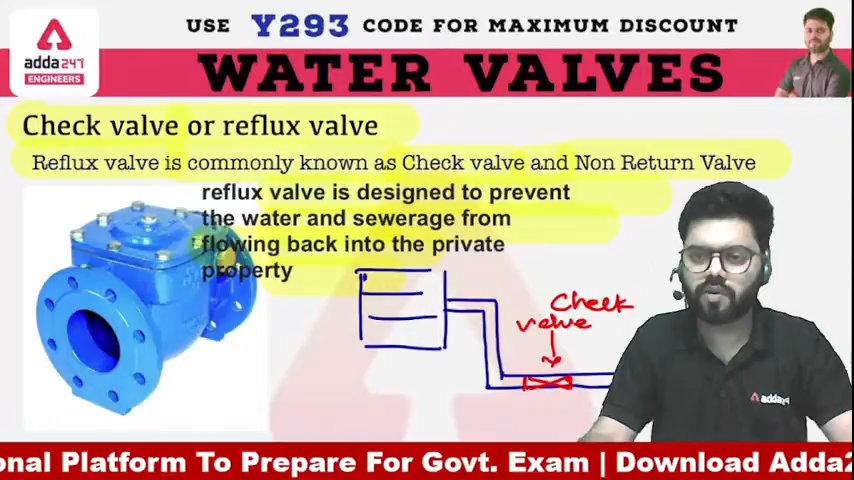 USE Y293 CODE FOR MAXIMUM DISCOUNT
adda247
ENGINEERS
WATER VALVES
Check valve or reflux valve
Reflux valve is commonly known as Check valve and Non Return Valve
reflux valve is designed to prevent
the water and sewerage from
flowing back into the private
property
Check
valve
adda247
onal Platform To Prepare For Govt. Exam | Download Adda2